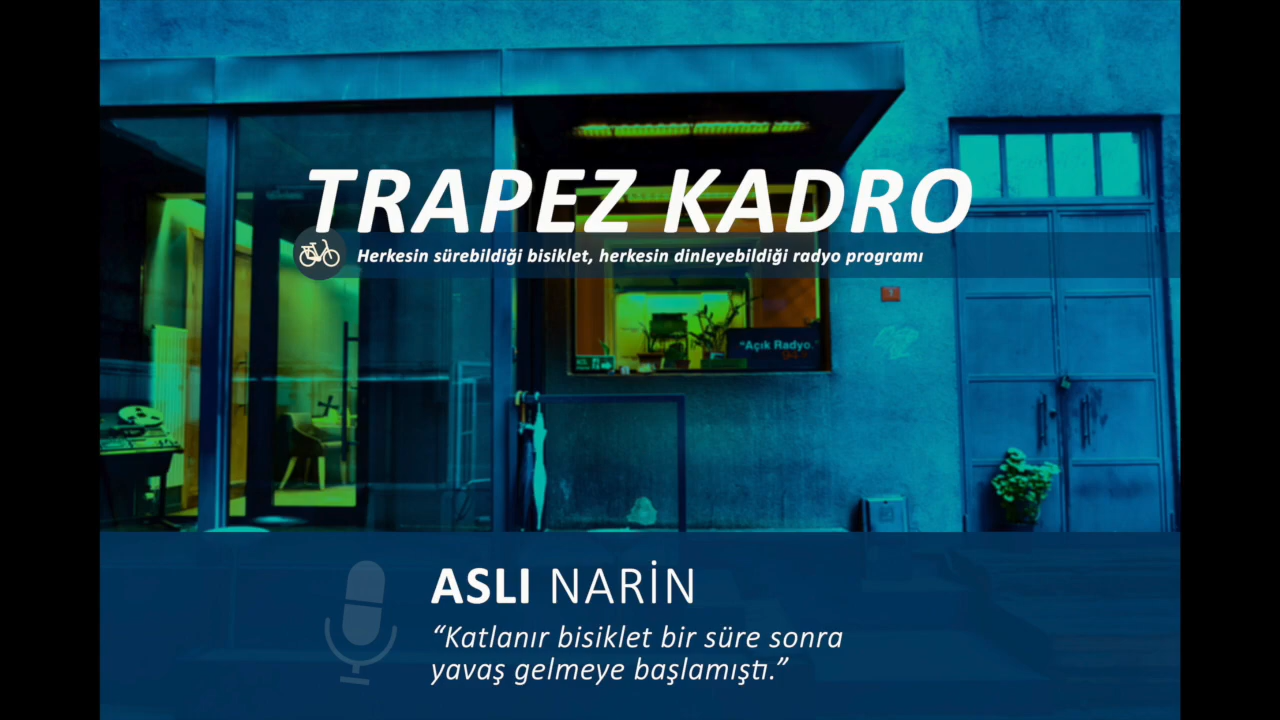 TRAPEZ KADRO
Herkesin sürebildiği bisiklet, herkesin dinleyebildiği radyo programı
"Açık Radyo."
ASLI NARİN
“Katlanır bisiklet bir süre sonra
yavaş gelmeye başlamıştı.”